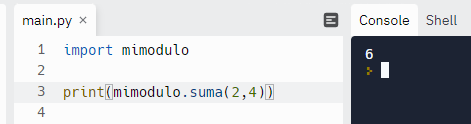 main.py ×
1 import mimodulo
2
3 print(mimodulo.suma(2,4))
4
Console Shell
6